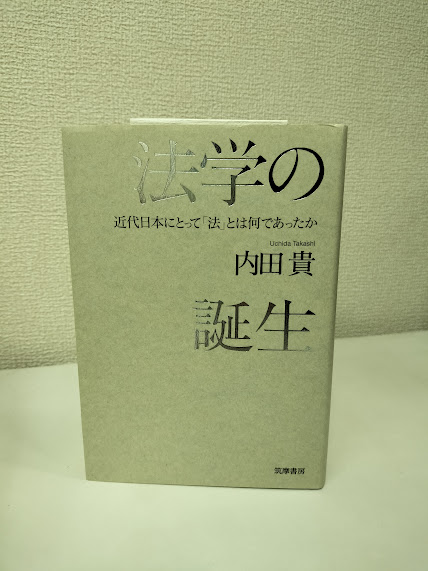 法学の
近代日本にとって「法」とは何であったか
Uchida Takashi
内田 貴
誕生
筑摩書房